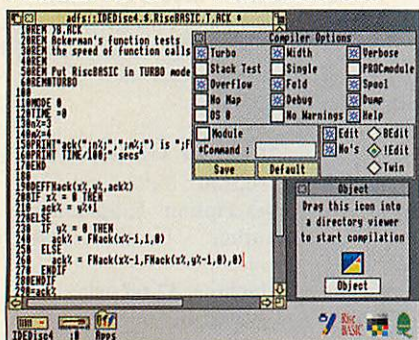 adfs::IDEDisc4.$.RiscBASIC.T.ACK *
10REM >B.ACK
20REM Ackerman's function tests
30REM the speed of function calls
40REM
50REM Put RiscBASIC in TURBO mode
60REMTURBO
100
110MODE 0
120TIME =0
130n%=3
140m%=4
150PRINT"ack(";n%;",";m%;") is ";F
160PRINT TIME/100;" secs"
170END
180
190DEFFNack(x%,y%,ack%)
200IF x% = 0 THEN
210  ack% = y%+1
220ELSE
230  IF y% = 0 THEN
240    ack% = FNack(x%-1,1,0)
250  ELSE
260    ack% = FNack(x%-1,FNack(x%,y%-1,0),0)
270  ENDIF
280ENDIF
290=ack%
Compiler Options
Turbo
Width
Verbose
Stack Test
Single
PROCmodule
Overflow
Fold
Spool
No Map
Debug
Dump
OS 0
No Warnings
Help
Module
Edit
BEdit
*Command :
No's
!Edit
Twin
Save
Default
Object
Drag this icon into
a directory viewer
to start compilation
Object
IDEDisc4
:0
Apps
Risc
BASIC